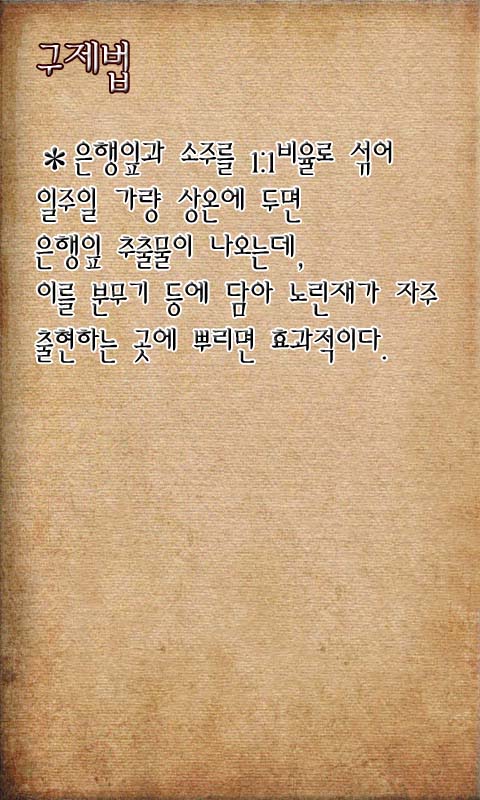 구제법
* 은행잎과 소주를 1:1비율로 섞어
일주일 가량 상온에 두면
은행잎 추출물이 나오는데,
이를 분무기 등에 담아 노린재가 자주
출현하는 곳에 뿌리면 효과적이다.